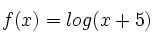 f(x) = log(x + 5)